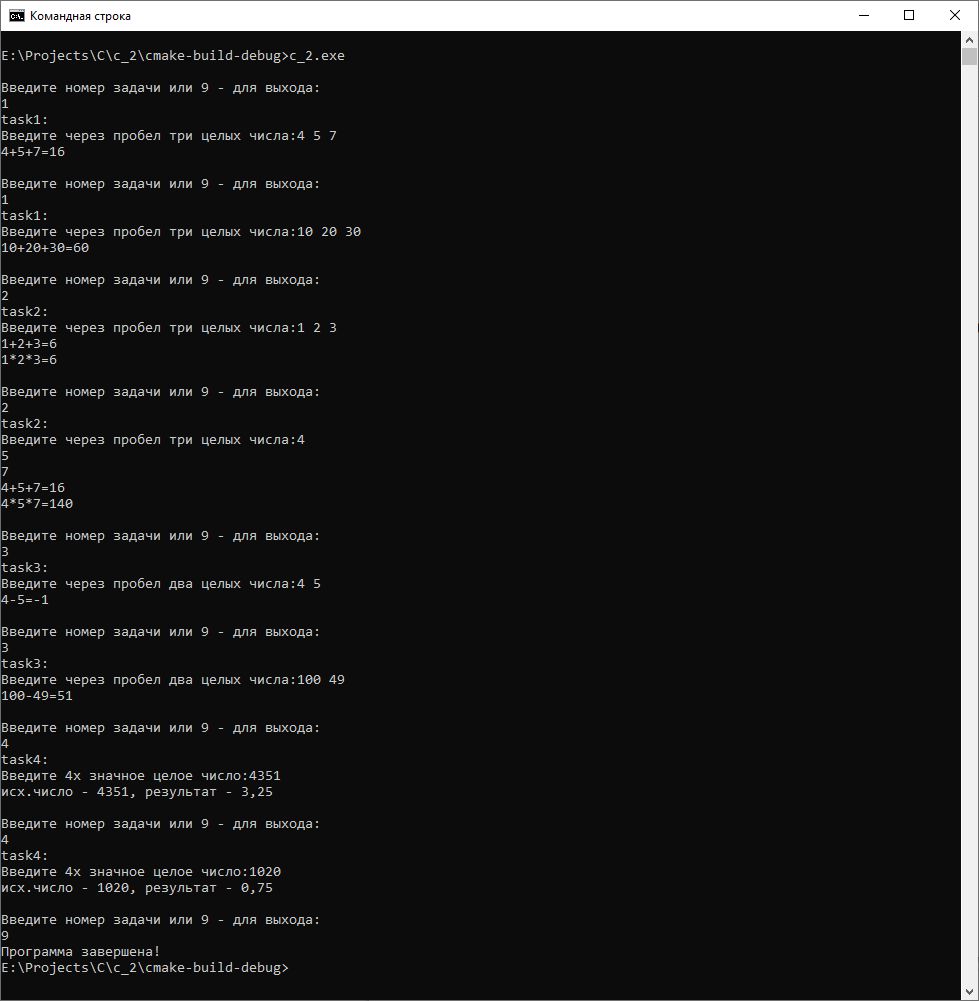 Командная строка
E:\Projects\C\c_2\cmake-build-debug>c_2.exe
Введите номер задачи или 9 - для выхода:
1
task1:
Введите через пробел три целых числа:4 5 7
4+5+7=16
Введите номер задачи или 9 - для выхода:
1
task1:
Введите через пробел три целых числа:10 20 30
10+20+30=60
Введите номер задачи или 9 - для выхода:
2
task2:
Введите через пробел три целых числа:1 2 3
1+2+3=6
1*2*3=6
Введите номер задачи или 9 - для выхода:
2
task2:
Введите через пробел три целых числа:4
5
7
4+5+7=16
4*5*7=140
Введите номер задачи или 9 - для выхода:
3
task3:
Введите через пробел два целых числа:4 5
4-5=-1
Введите номер задачи или 9 - для выхода:
3
task3:
Введите через пробел два целых числа:100 49
100-49=51
Введите номер задачи или 9 - для выхода:
4
task4:
Введите 4х значное целое число:4351
исх.число - 4351, результат - 3,25
Введите номер задачи или 9 - для выхода:
4
task4:
Введите 4х значное целое число:1020
исх.число - 1020, результат - 0,75
Введите номер задачи или 9 - для выхода:
9
Программа завершена!
E:\Projects\C\c_2\cmake-build-debug>